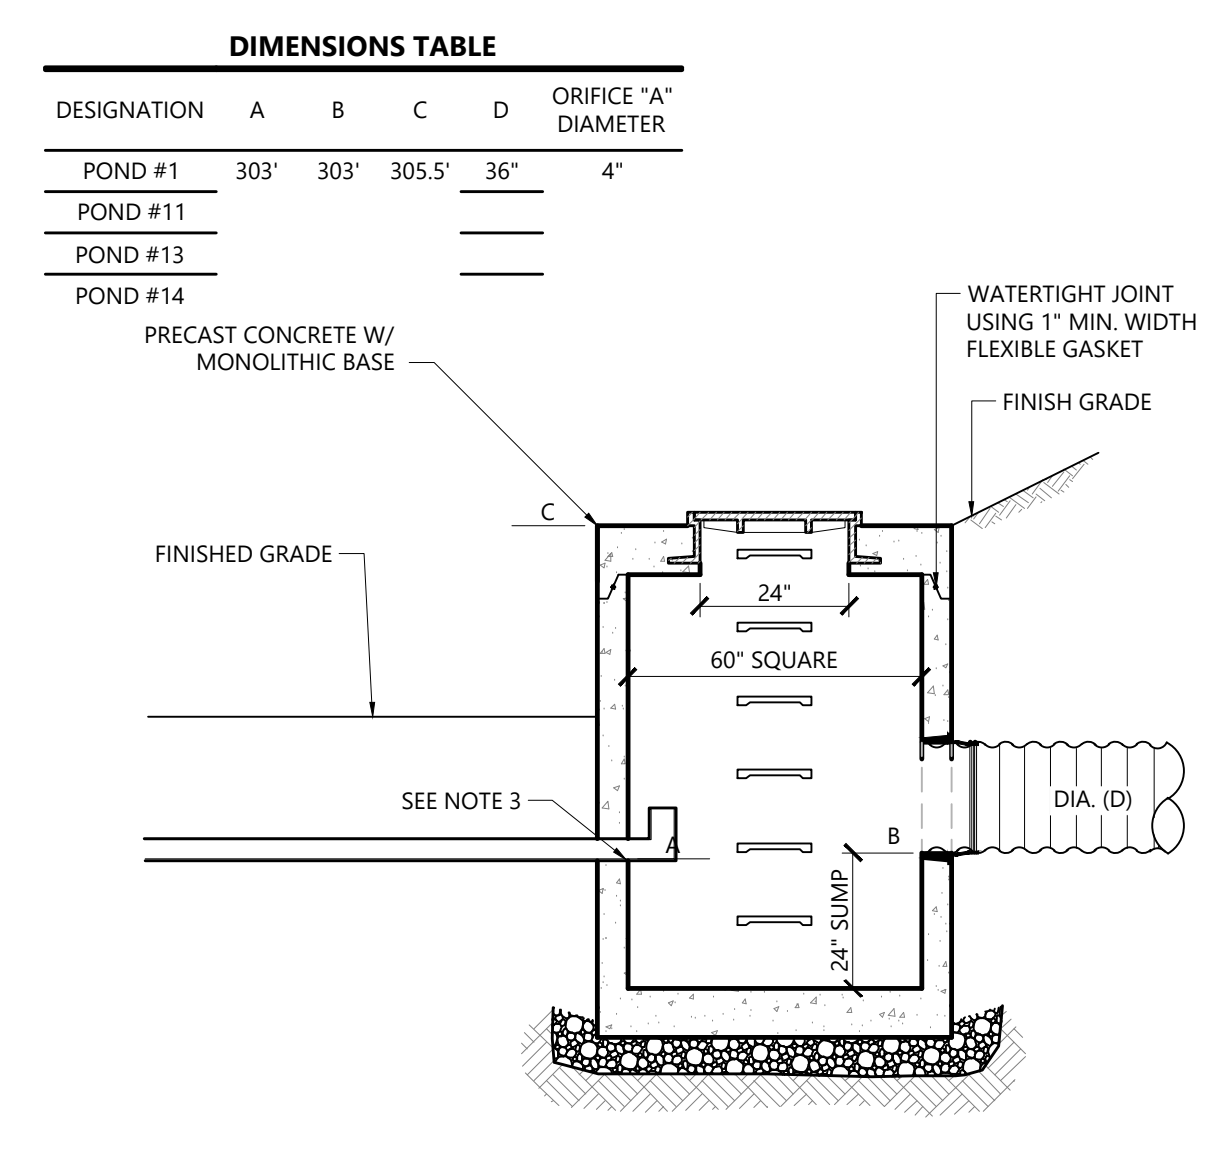 DIMENSIONS TABLE
DESIGNATION A B C D ORIFICE "A" DIAMETER
POND #1 303' 303' 305.5' 36" 4"
POND #11
POND #13
POND #14
PRECAST CONCRETE W/
MONOLITHIC BASE
WATERTIGHT JOINT
USING 1" MIN. WIDTH
FLEXIBLE GASKET
FINISH GRADE
C
FINISHED GRADE
24"
60" SQUARE
SEE NOTE 3
DIA. (D)
A
B
24" SUMP